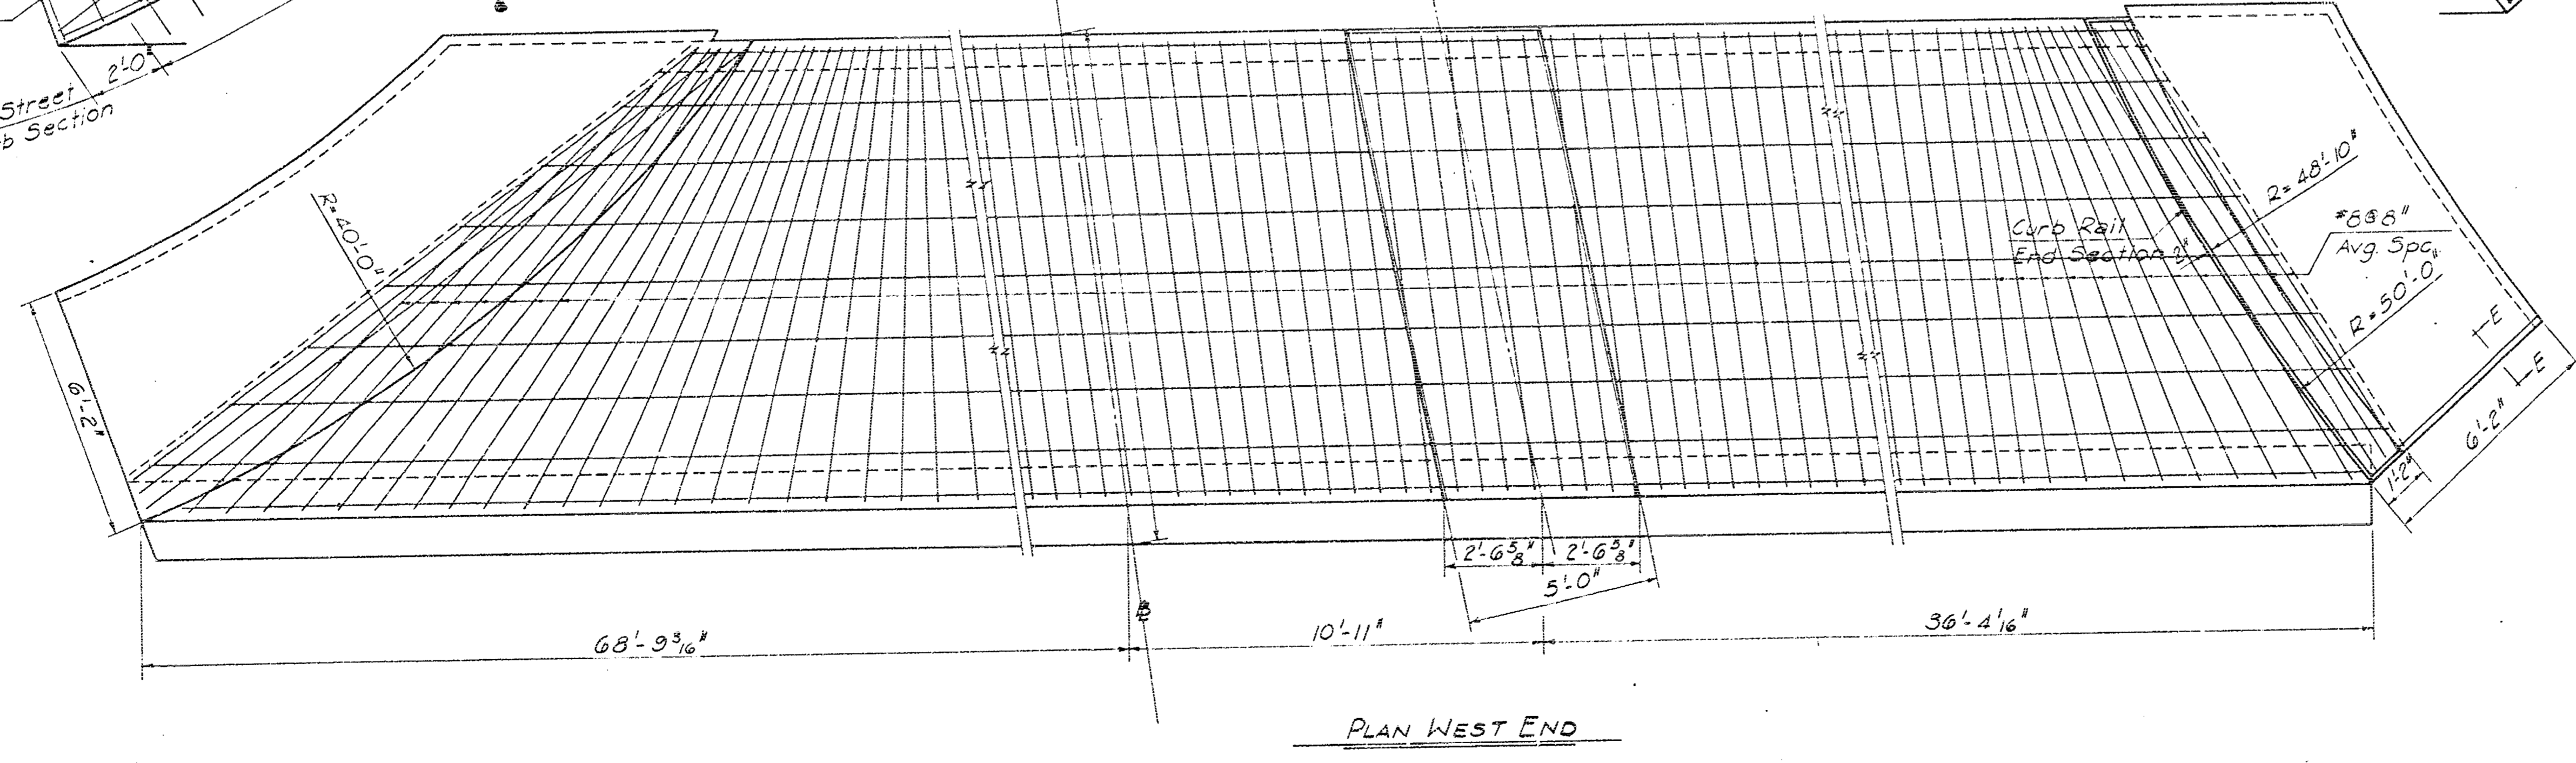 2'-0"
Street
b Section
R=40'-0"
6'-2"
R=48'-10"
Curb Rail
End Section
2"
#8@8"
Avg. Spc.
R=50'-0"
E
E
6'-2"
1'-2"
2'-6 5/8"
2'-6 5/8"
5'-0"
68'-9 3/16"
10'-11"
36'-4 1/16"
PLAN WEST END